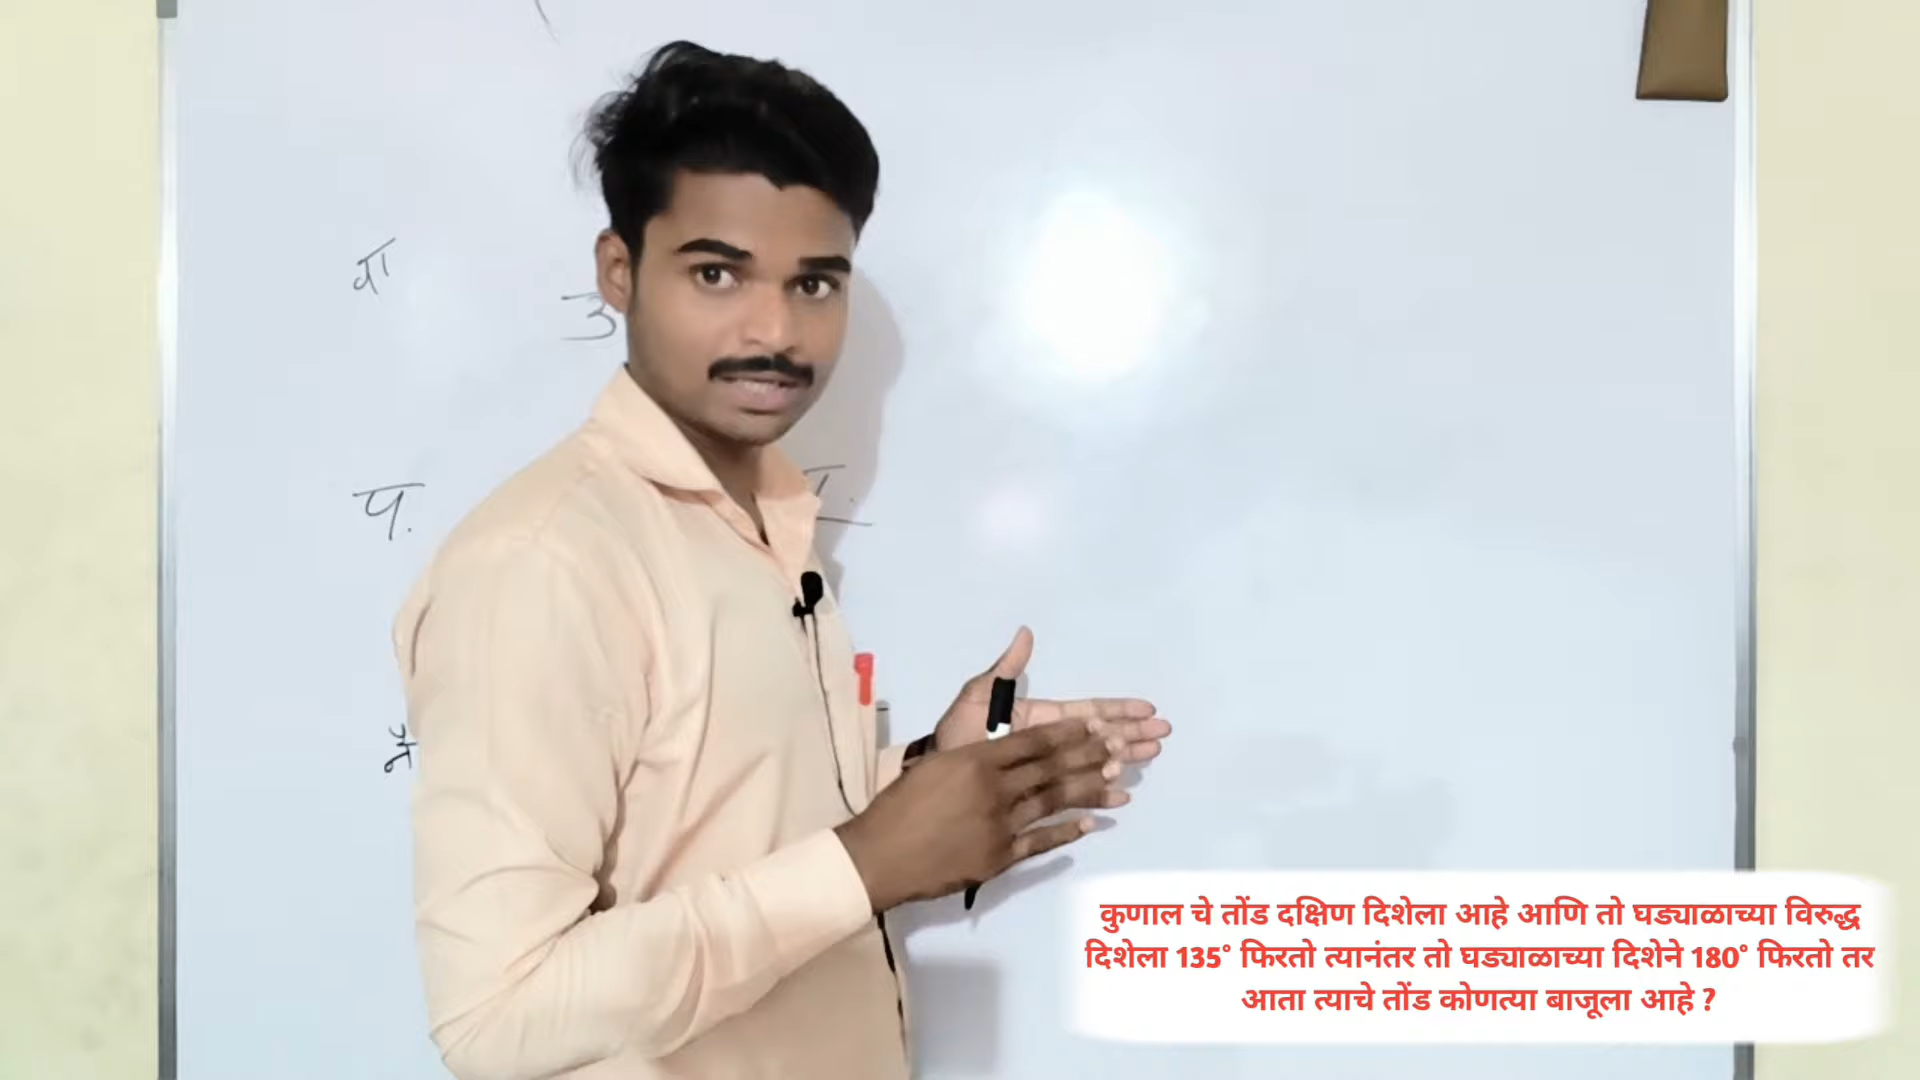 वा
उ
प.
नै
कुणाल चे तोंड दक्षिण दिशेला आहे आणि तो घड्याळाच्या विरुद्ध
दिशेला 135° फिरतो त्यानंतर तो घड्याळाच्या दिशेने 180° फिरतो तर
आता त्याचे तोंड कोणत्या बाजूला आहे ?